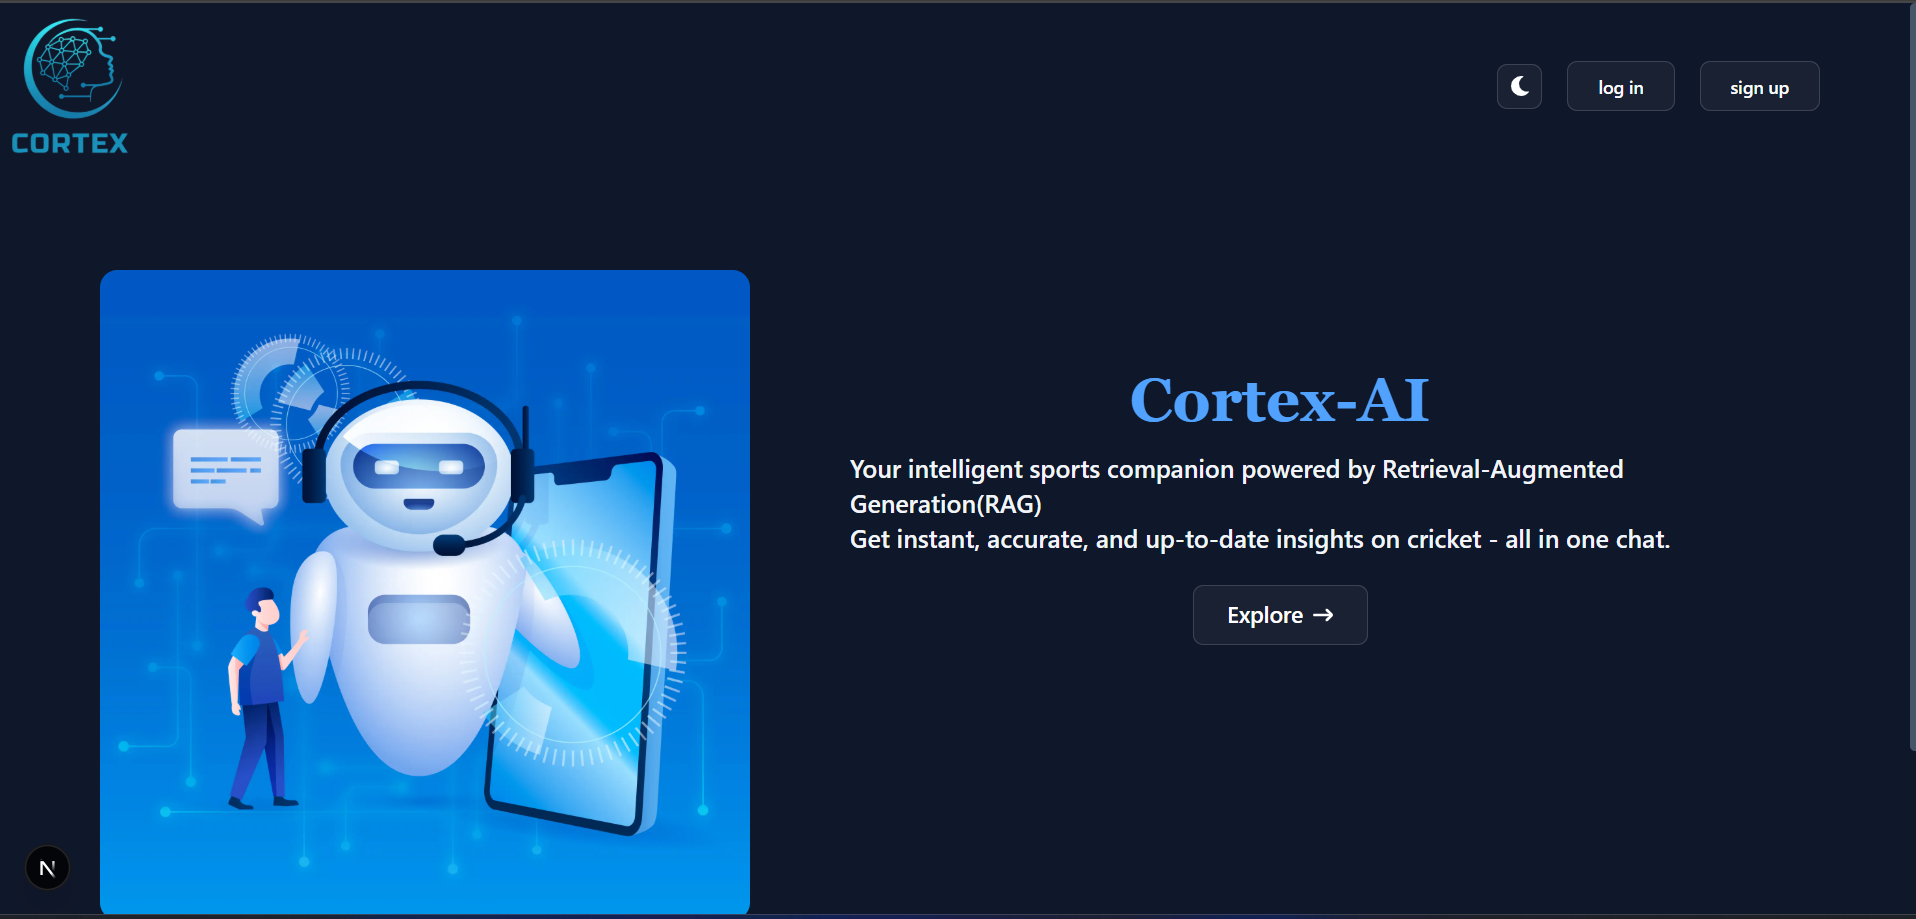 CORTEX
log in
sign up
Cortex-AI
Your intelligent sports companion powered by Retrieval-Augmented
Generation(RAG)
Get instant, accurate, and up-to-date insights on cricket - all in one chat.
Explore →
N